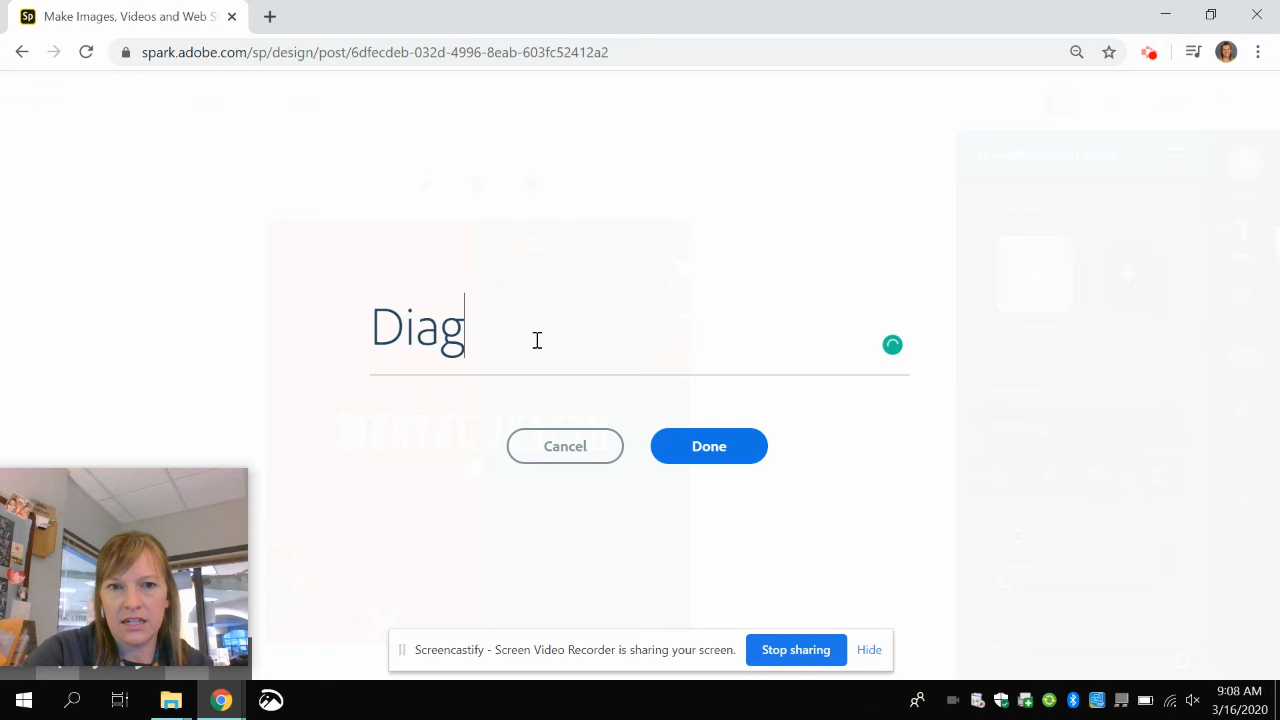 Make Images, Videos and Web S
spark.adobe.com/sp/design/post/6dfecdeb-032d-4996-8eab-603fc52412a2
Diag
Cancel
Done
Screencastify - Screen Video Recorder is sharing your screen.
Stop sharing
Hide
9:08 AM
3/16/2020